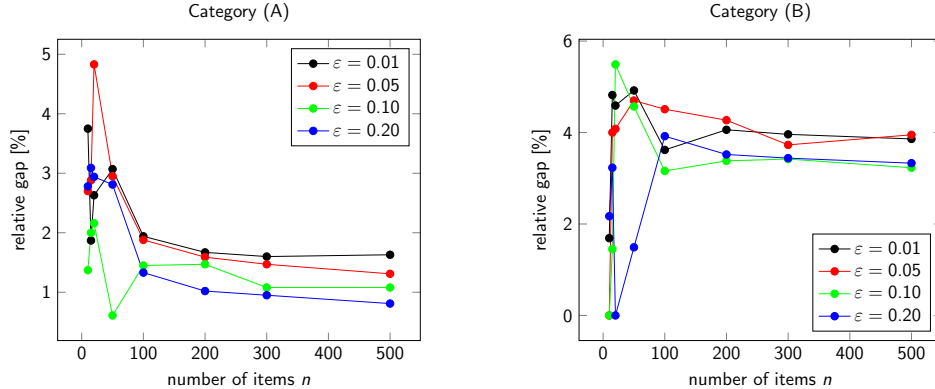 Category (A)
relative gap [%]
5
4
3
2
1
ε = 0.01
ε = 0.05
ε = 0.10
ε = 0.20
0
100
200
300
400
500
number of items n
Category (B)
relative gap [%]
6
4
2
0
ε = 0.01
ε = 0.05
ε = 0.10
ε = 0.20
0
100
200
300
400
500
number of items n